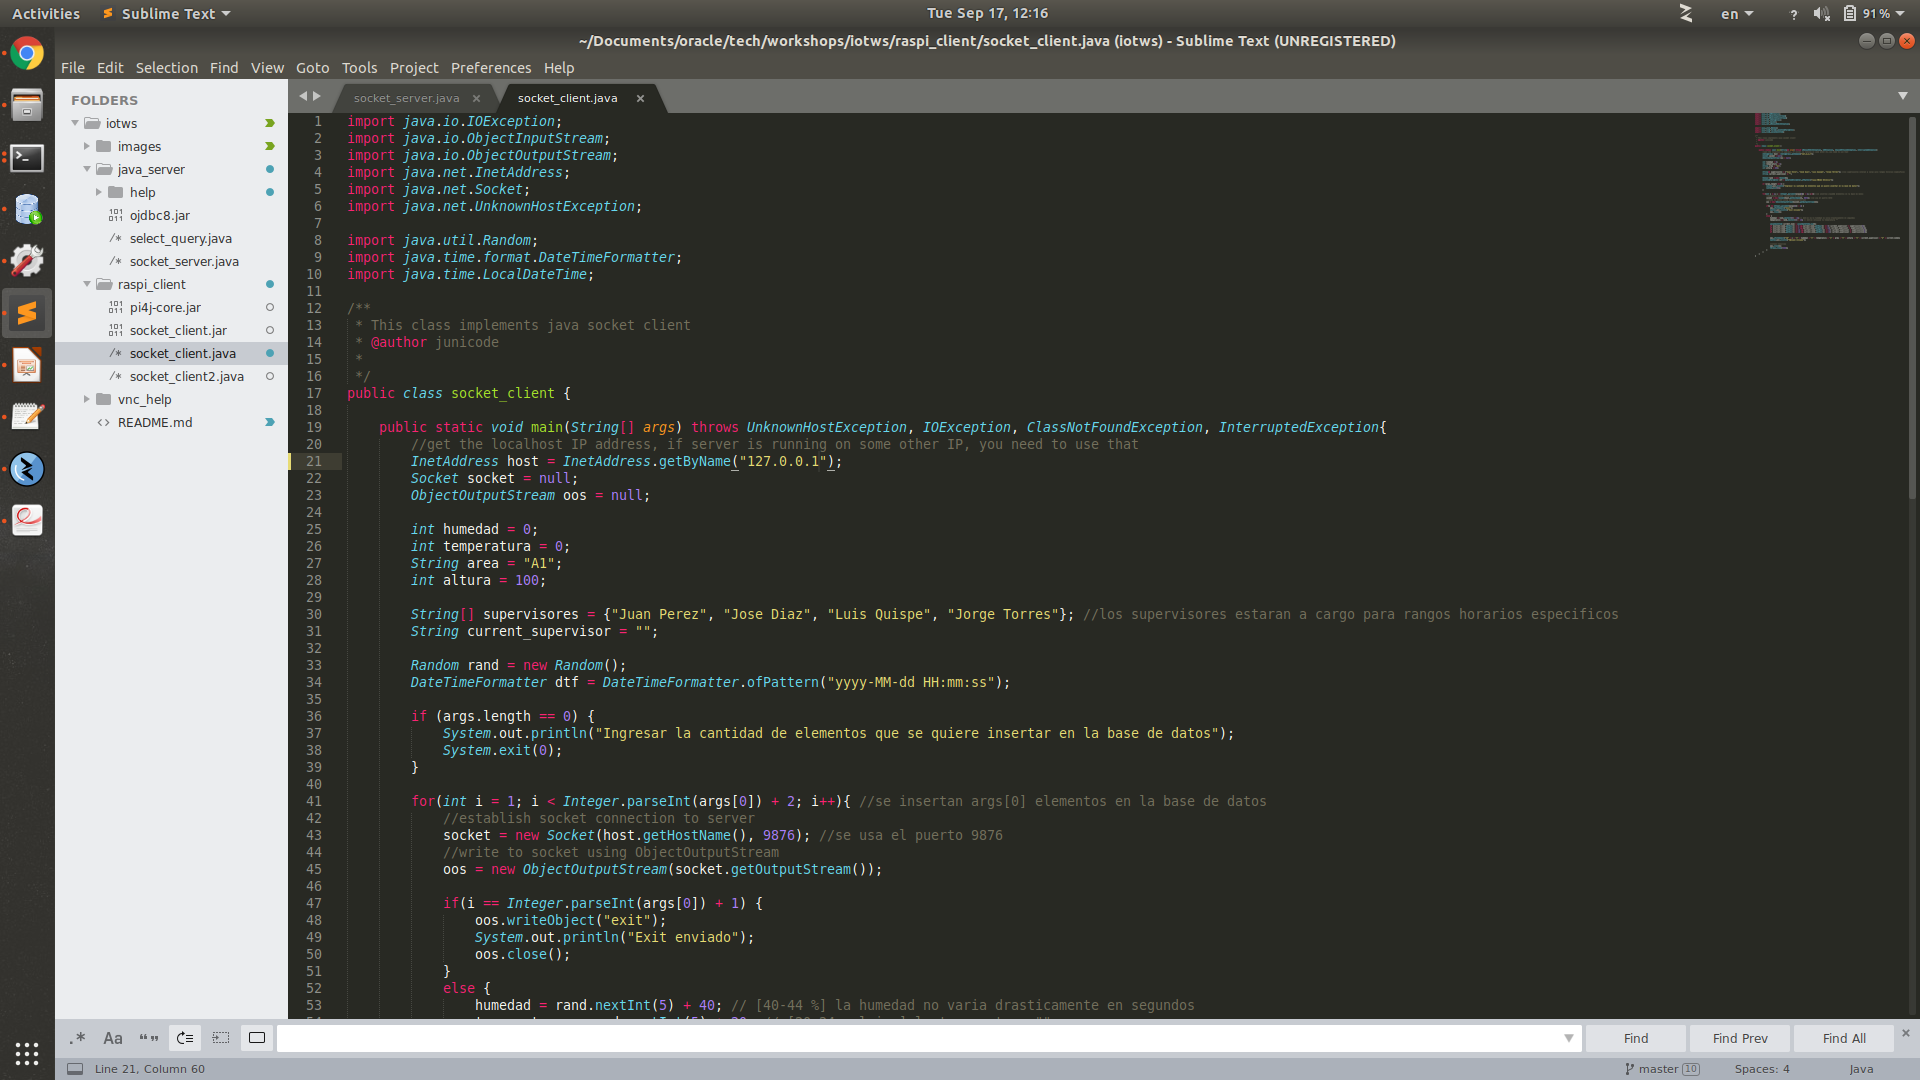 Activities
Sublime Text
Tue Sep 17, 12:16
en
?
91 %
~/Documents/oracle/tech/workshops/iotws/raspi_client/socket_client.java (iotws) - Sublime Text (UNREGISTERED)
File Edit Selection Find View Goto Tools Project Preferences Help
FOLDERS
iotws
images
java_server
help
ojdbc8.jar
select_query.java
socket_server.java
raspi_client
pi4j-core.jar
socket_client.jar
socket_client.java
socket_client2.java
vnc_help
README.md
socket_server.java
socket_client.java
1 import java.io.IOException;
2 import java.io.ObjectInputStream;
3 import java.io.ObjectOutputStream;
4 import java.net.InetAddress;
5 import java.net.Socket;
6 import java.net.UnknownHostException;
7
8 import java.util.Random;
9 import java.time.format.DateTimeFormatter;
10 import java.time.LocalDateTime;
11
12 /**
13 * This class implements java socket client
14 * @author junicode
15 *
16 */
17 public class socket_client {
18
19 public static void main(String[] args) throws UnknownHostException, IOException, ClassNotFoundException, InterruptedException{
20 //get the localhost IP address, if server is running on some other IP, you need to use that
21 InetAddress host = InetAddress.getByName("127.0.0.1");
22 Socket socket = null;
23 ObjectOutputStream oos = null;
24
25 int humedad = 0;
26 int temperatura = 0;
27 String area = "A1";
28 int altura = 100;
29
30 String[] supervisores = {"Juan Perez", "Jose Diaz", "Luis Quispe", "Jorge Torres"}; //los supervisores estaran a cargo para rangos horarios especificos
31 String current_supervisor = "";
32
33 Random rand = new Random();
34 DateTimeFormatter dtf = DateTimeFormatter.ofPattern("yyyy-MM-dd HH:mm:ss");
35
36 if (args.length == 0) {
37 System.out.println("Ingresar la cantidad de elementos que se quiere insertar en la base de datos");
38 System.exit(0);
39 }
40
41 for(int i = 1; i < Integer.parseInt(args[0]) + 2; i++){ //se insertan args[0] elementos en la base de datos
42 //establish socket connection to server
43 socket = new Socket(host.getHostName(), 9876); //se usa el puerto 9876
44 //write to socket using ObjectOutputStream
45 oos = new ObjectOutputStream(socket.getOutputStream());
46
47 if(i == Integer.parseInt(args[0]) + 1) {
48 oos.writeObject("exit");
49 System.out.println("Exit enviado");
50 oos.close();
51 }
52 else {
53 humedad = rand.nextInt(5) + 40; // [40-44 %] la humedad no varia drasticamente en segundos
.* Aa “”
Find
Find Prev
Find All
Line 21, Column 60
master 10
Spaces: 4
Java